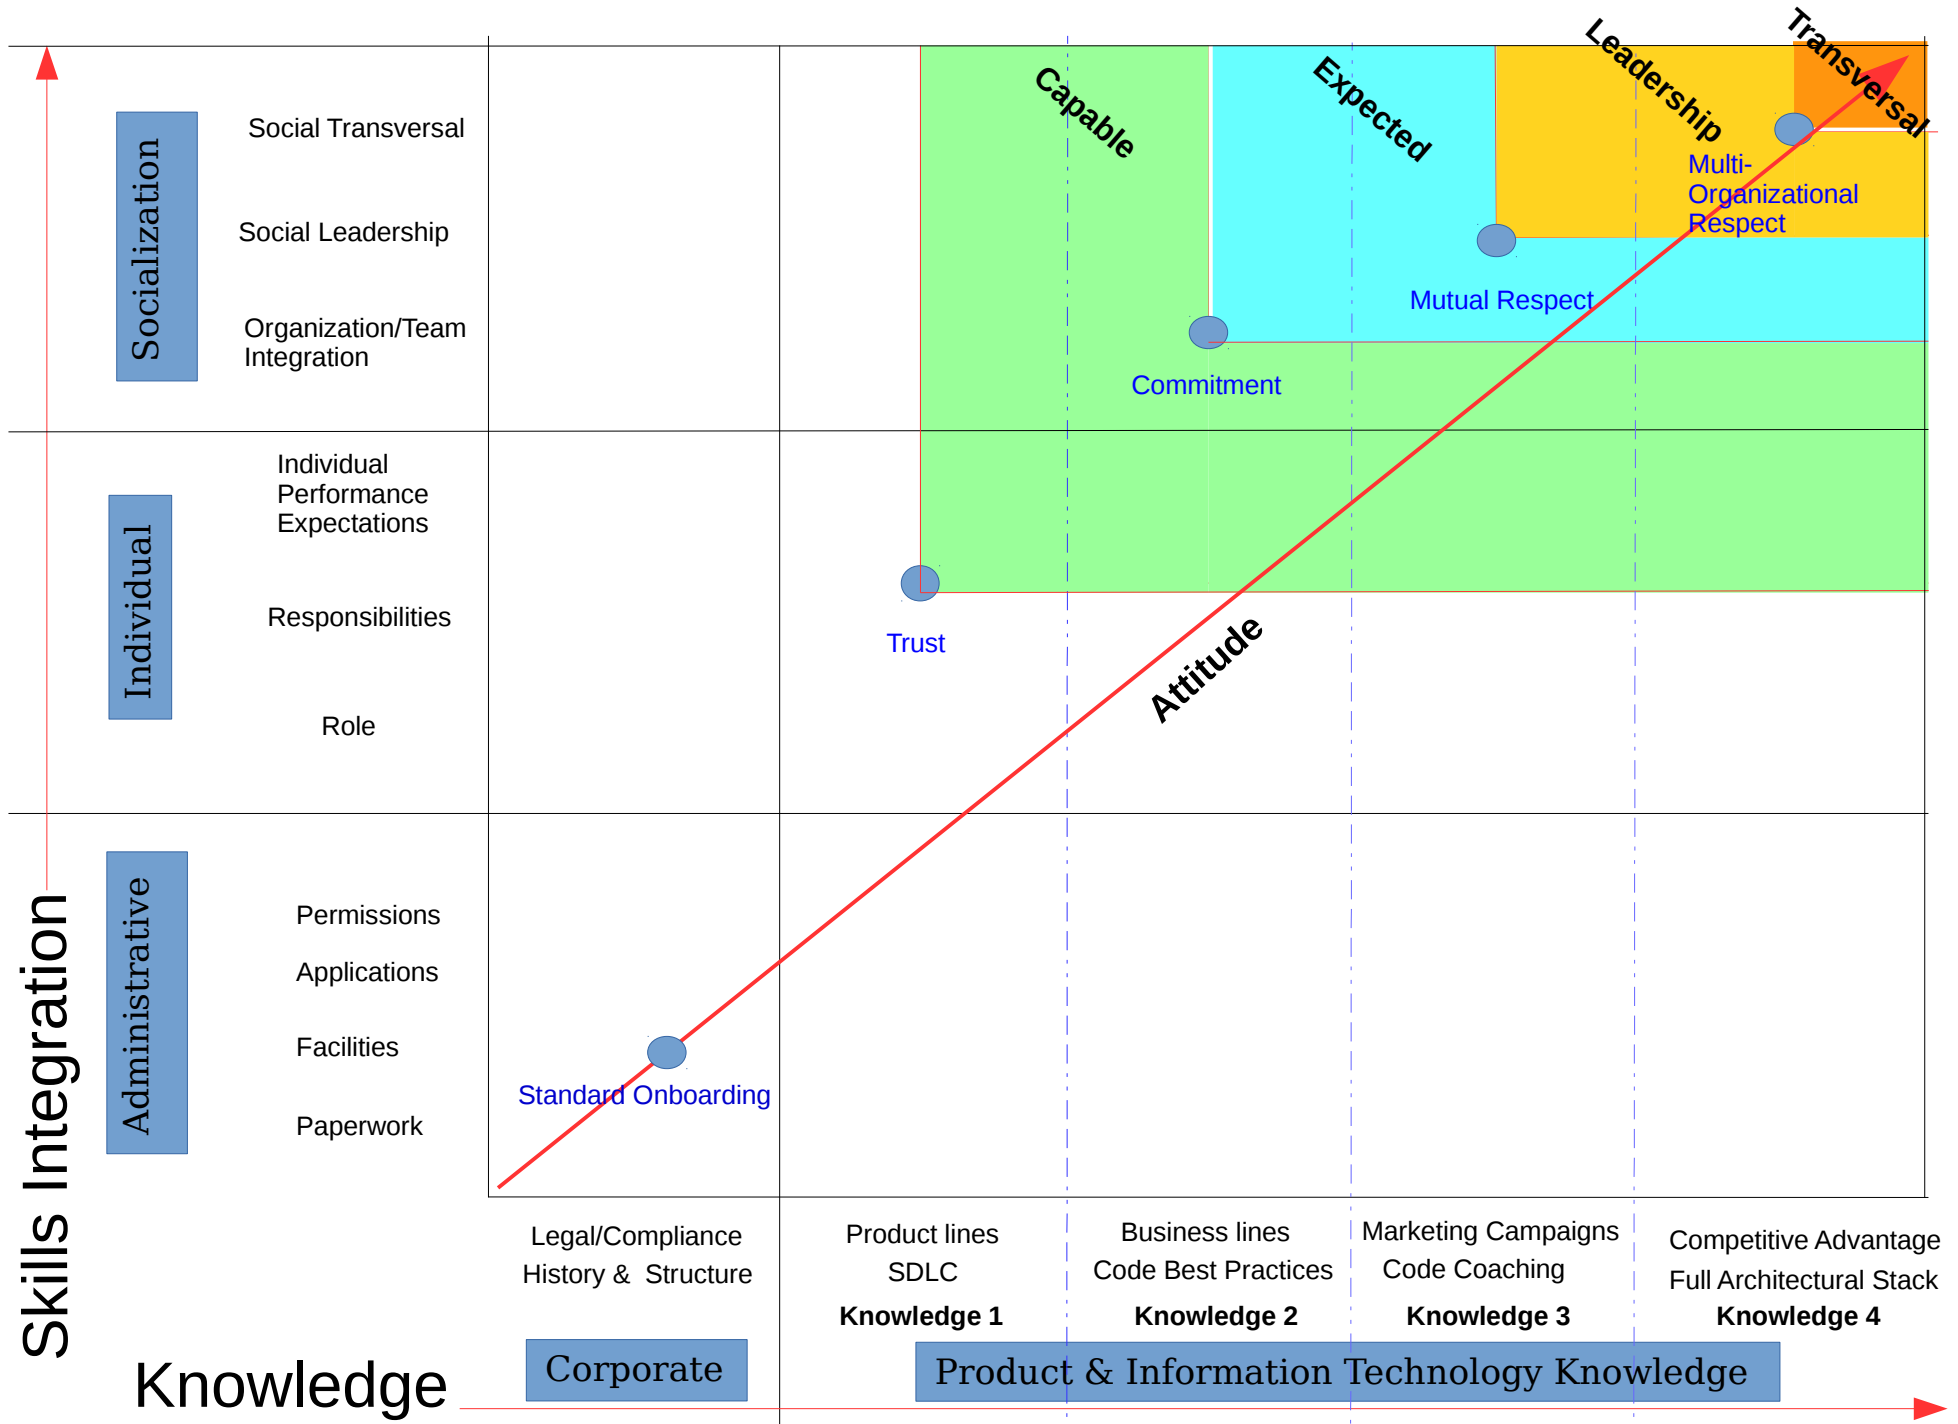 Capable
Expected
Leadership
Transversal
Socialization
Social Transversal
Multi-
Organizational
Respect
Social Leadership
Mutual Respect
Organization/Team
Integration
Commitment
Individual
Individual
Performance
Expectations
Responsibilities
Trust
Attitude
Role
Skills Integration
Administrative
Permissions
Applications
Facilities
Standard Onboarding
Paperwork
Legal/Compliance
History &  Structure
Product lines
SDLC
Knowledge 1
Business lines
Code Best Practices
Knowledge 2
Marketing Campaigns
Code Coaching
Knowledge 3
Competitive Advantage
Full Architectural Stack
Knowledge 4
Knowledge
Corporate
Product & Information Technology Knowledge